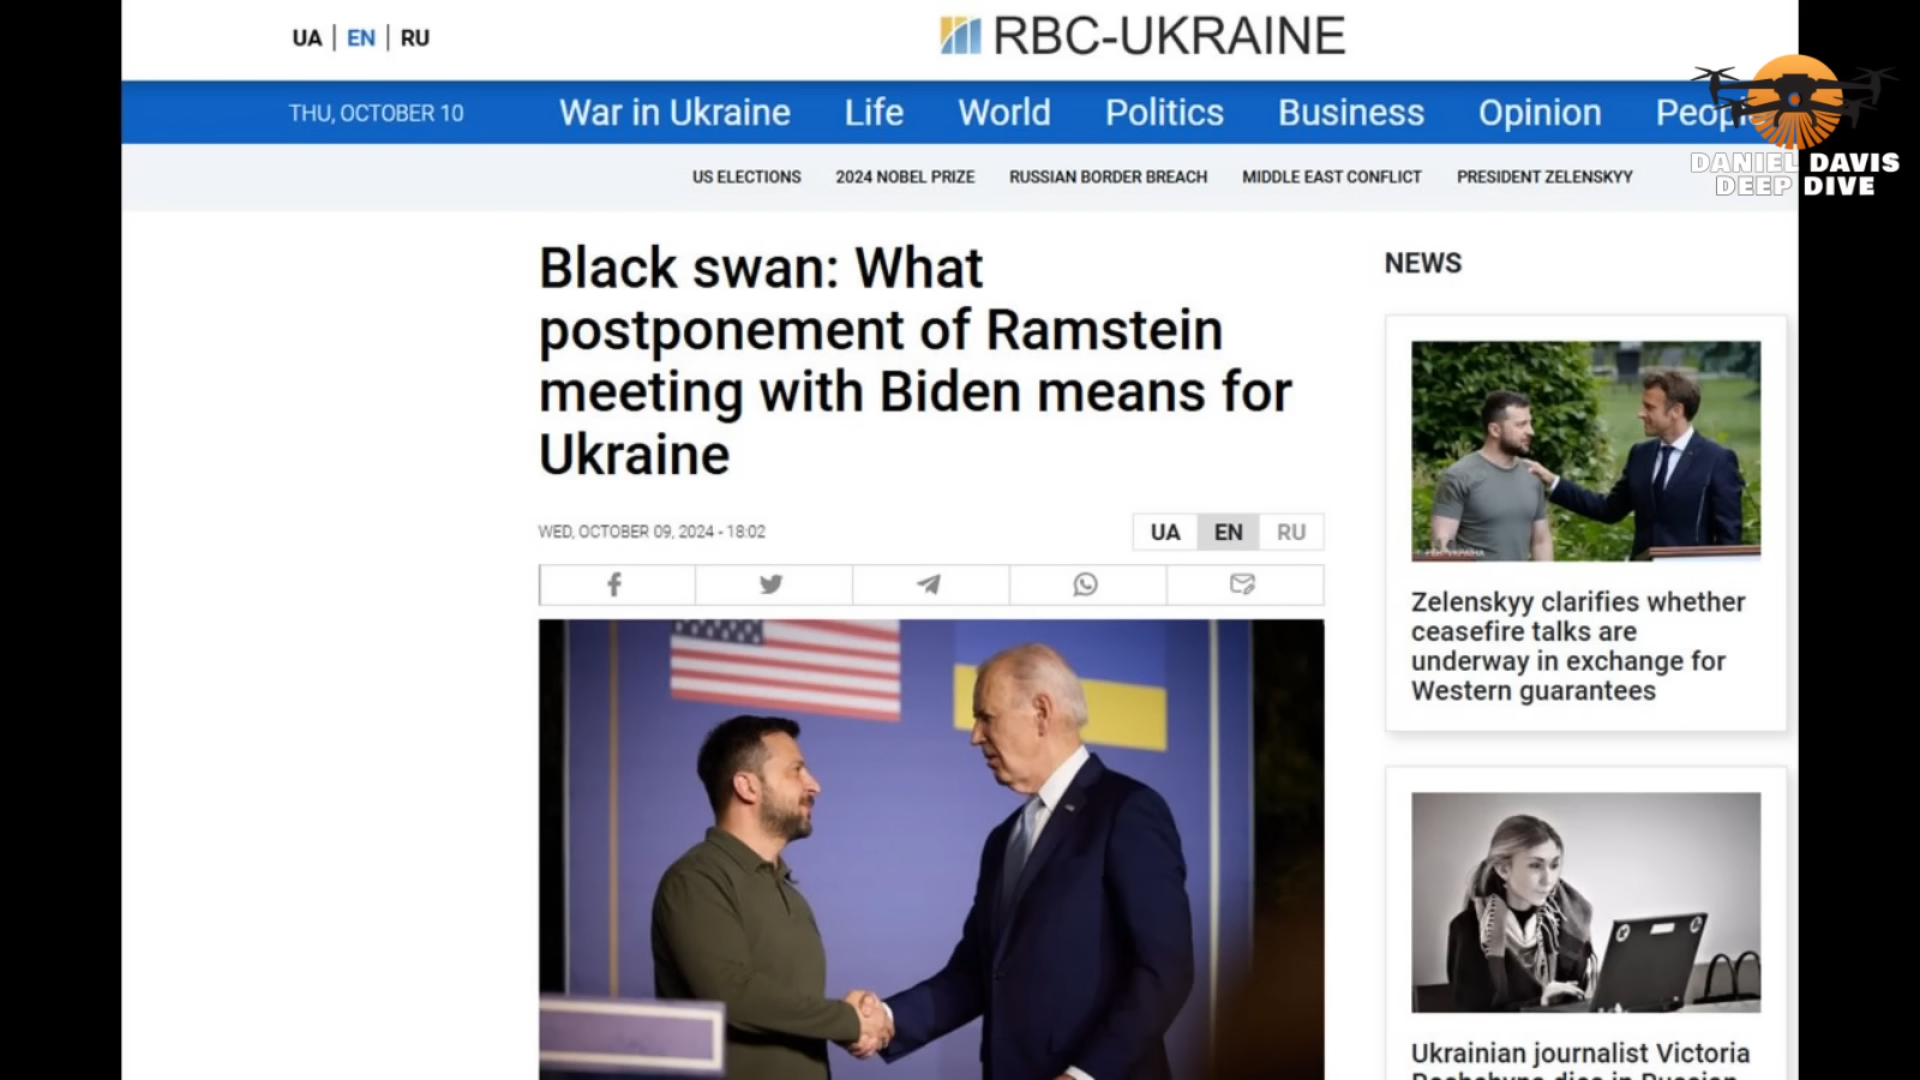 UA | EN | RU
RBC-UKRAINE
THU, OCTOBER 10
War in Ukraine
Life
World
Politics
Business
Opinion
DANIEL DAVIS
DEEP DIVE
US ELECTIONS
2024 NOBEL PRIZE
RUSSIAN BORDER BREACH
MIDDLE EAST CONFLICT
PRESIDENT ZELENSKYY
Black swan: What
postponement of Ramstein
meeting with Biden means for
Ukraine
WED, OCTOBER 09, 2024 - 18:02
UA EN RU
NEWS
Zelenskyy clarifies whether
ceasefire talks are
underway in exchange for
Western guarantees
Ukrainian journalist Victoria